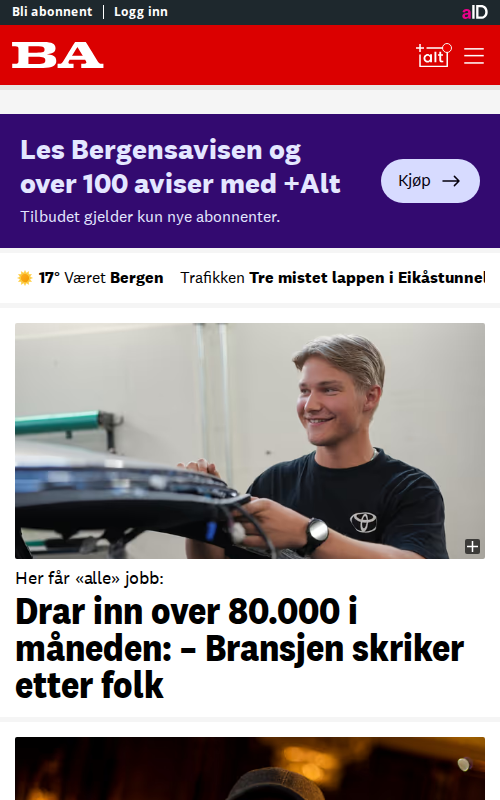 Bli abonnent
Logg inn
aID
BA
+alt
Les Bergensavisen og
over 100 aviser med +Alt
Tilbudet gjelder kun nye abonnenter.
Kjøp
17° Været Bergen Trafikken Tre mistet lappen i Eikåstunnel
Her får «alle» jobb:
Drar inn over 80.000 i
måneden: – Bransjen skriker
etter folk